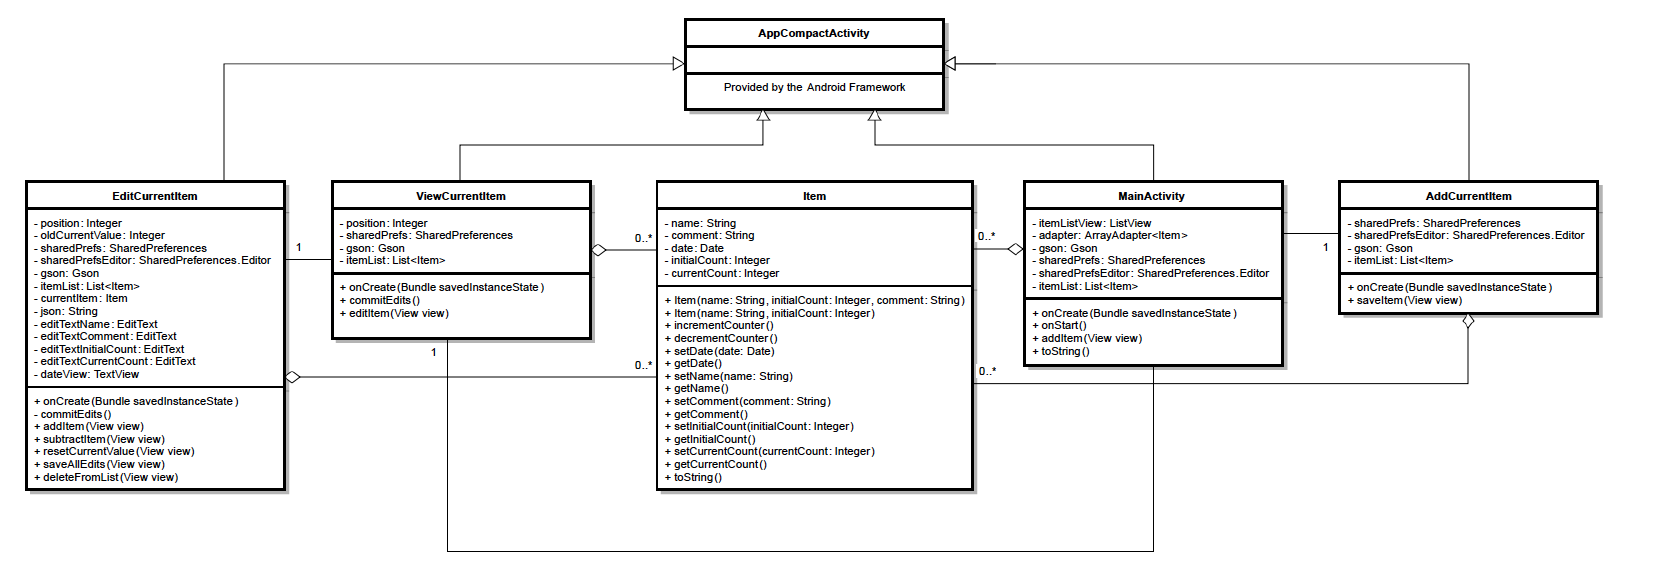 AppCompactActivity
Provided by the Android Framework
EditCurrentItem
- position: Integer
- oldCurrentValue: Integer
- sharedPrefs: SharedPreferences
- sharedPrefsEditor: SharedPreferences.Editor
- gson: Gson
- itemList: List<Item>
- currentItem: Item
- json: String
- editTextName: EditText
- editTextComment: EditText
- editTextInitialCount: EditText
- editTextCurrentCount: EditText
- dateView: TextView
+ onCreate(Bundle savedInstanceState)
- commitEdits()
+ addItem(View view)
+ subtractItem(View view)
+ resetCurrentValue(View view)
+ saveAllEdits(View view)
+ deleteFromList(View view)
1
ViewCurrentItem
- position: Integer
- sharedPrefs: SharedPreferences
- gson: Gson
- itemList: List<Item>
+ onCreate(Bundle savedInstanceState)
+ commitEdits()
+ editItem(View view)
1
0..*
0..*
Item
- name: String
- comment: String
- date: Date
- initialCount: Integer
- currentCount: Integer
+ Item(name: String, initialCount: Integer, comment: String)
+ Item(name: String, initialCount: Integer)
+ incrementCounter()
+ decrementCounter()
+ setDate(date: Date)
+ getDate()
+ setName(name: String)
+ getName()
+ setComment(comment: String)
+ getComment()
+ setInitialCount(initialCount: Integer)
+ getInitialCount()
+ setCurrentCount(currentCount: Integer)
+ getCurrentCount()
+ toString()
0..*
0..*
MainActivity
- itemListView: ListView
- adapter: ArrayAdapter<Item>
- gson: Gson
- sharedPrefs: SharedPreferences
- sharedPrefsEditor: SharedPreferences.Editor
- itemList: List<Item>
+ onCreate(Bundle savedInstanceState)
+ onStart()
+ addItem(View view)
+ toString()
1
AddCurrentItem
- sharedPrefs: SharedPreferences
- sharedPrefsEditor: SharedPreferences.Editor
- gson: Gson
- itemList: List<Item>
+ onCreate(Bundle savedInstanceState)
+ saveItem(View view)